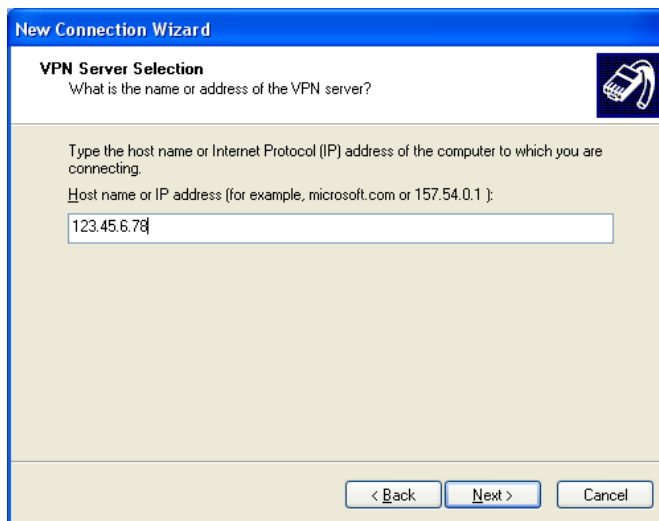 New Connection Wizard
VPN Server Selection
What is the name or address of the VPN server?
Type the host name or Internet Protocol (IP) address of the computer to which you are
connecting.
Host name or IP address (for example, microsoft.com or 157.54.0.1 ):
123.45.6.78
< Back
Next >
Cancel